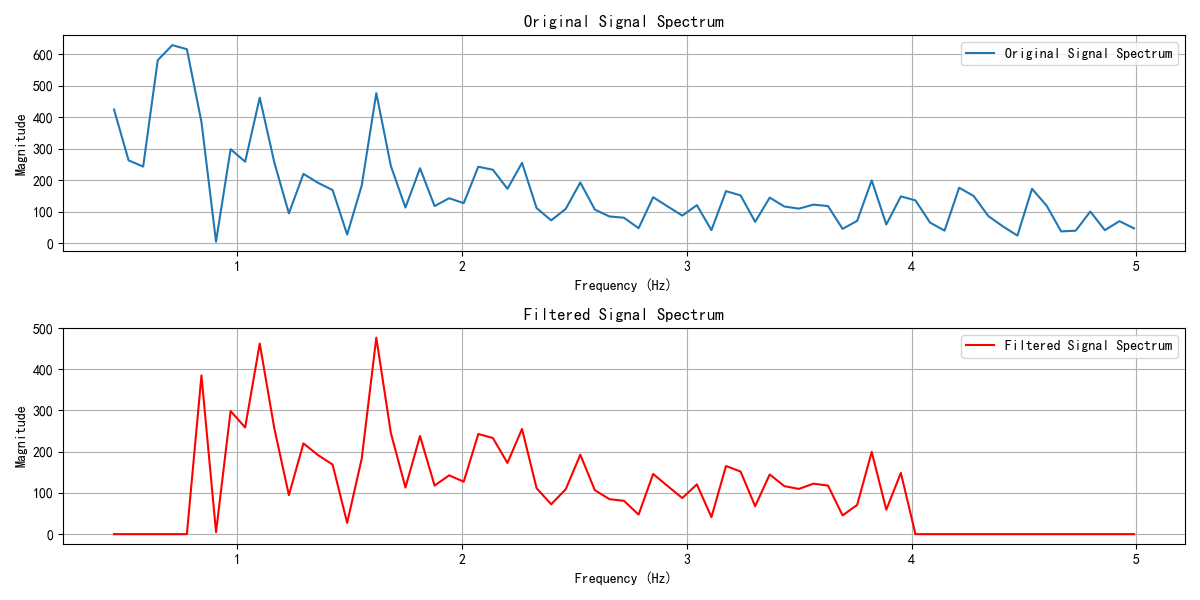 Original Signal Spectrum
Original Signal Spectrum
Magnitude
600
500
400
300
200
100
0
1 2 3 4 5
Frequency (Hz)
Filtered Signal Spectrum
Filtered Signal Spectrum
Magnitude
500
400
300
200
100
0
1 2 3 4 5
Frequency (Hz)